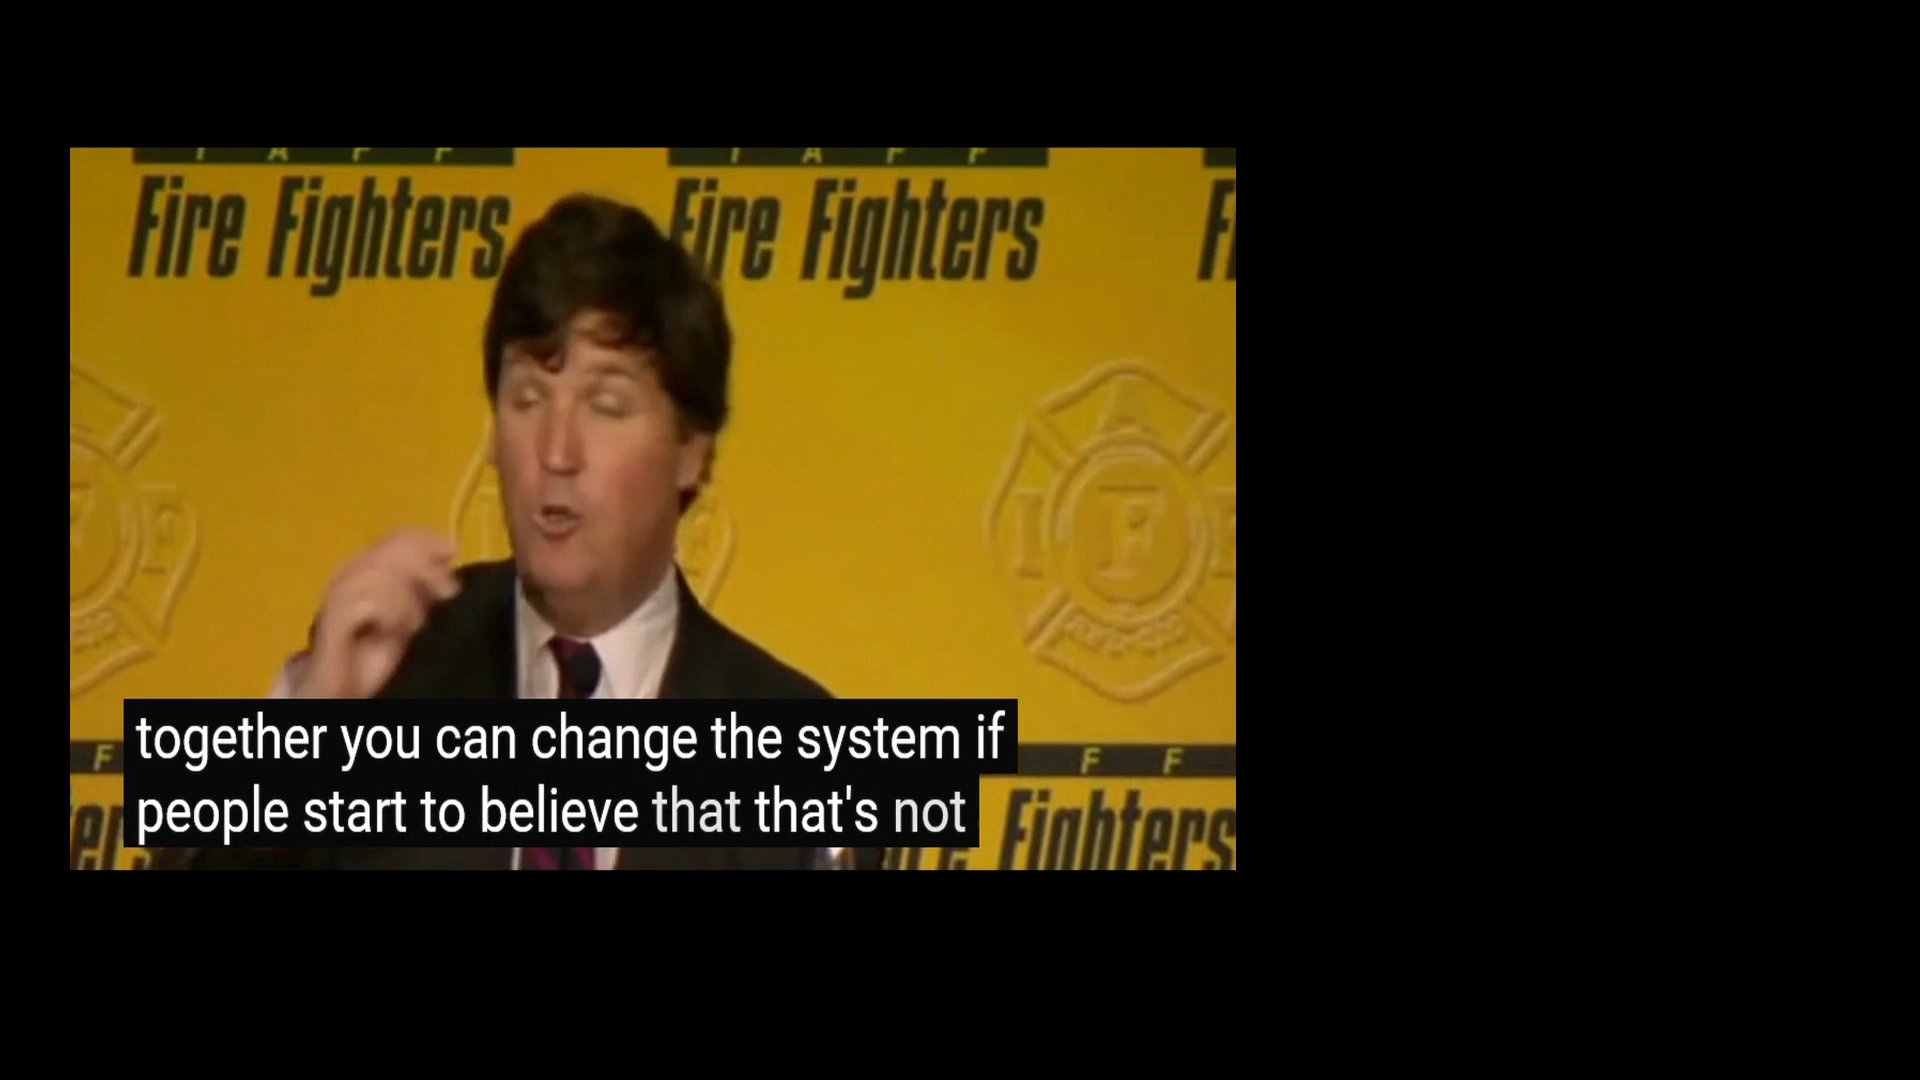 I A F F I A F F
Fire Fighters Fire Fighters Fi
I F F
F
F F F
together you can change the system if
people start to believe that that's not
Fighters